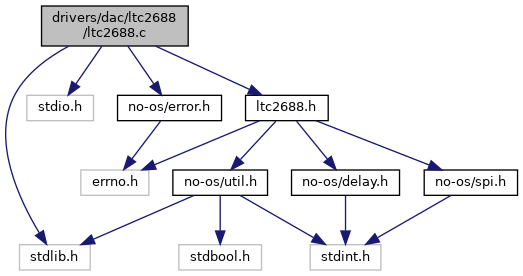 drivers/dac/ltc2688
/ltc2688.c
stdio.h
no-os/error.h
ltc2688.h
errno.h
no-os/util.h
no-os/delay.h
no-os/spi.h
stdlib.h
stdbool.h
stdint.h